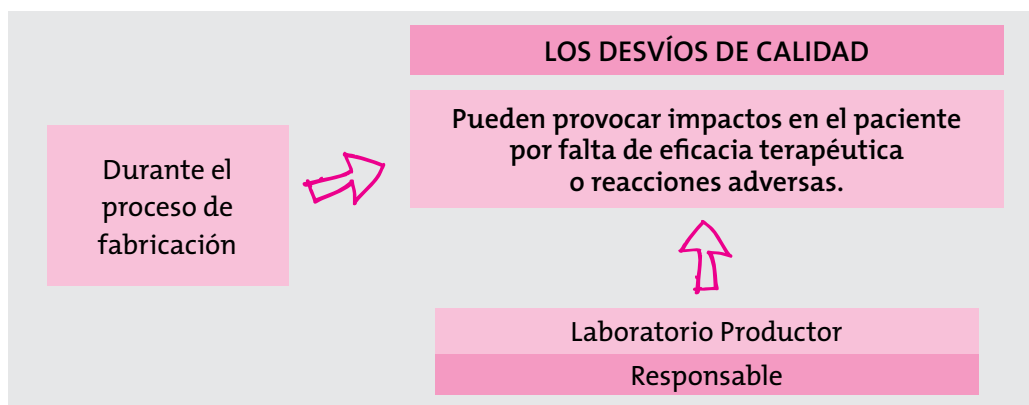 LOS DESVÍOS DE CALIDAD
Pueden provocar impactos en el paciente
por falta de eficacia terapéutica
o reacciones adversas.
Durante el
proceso de
fabricación
Laboratorio Productor
Responsable